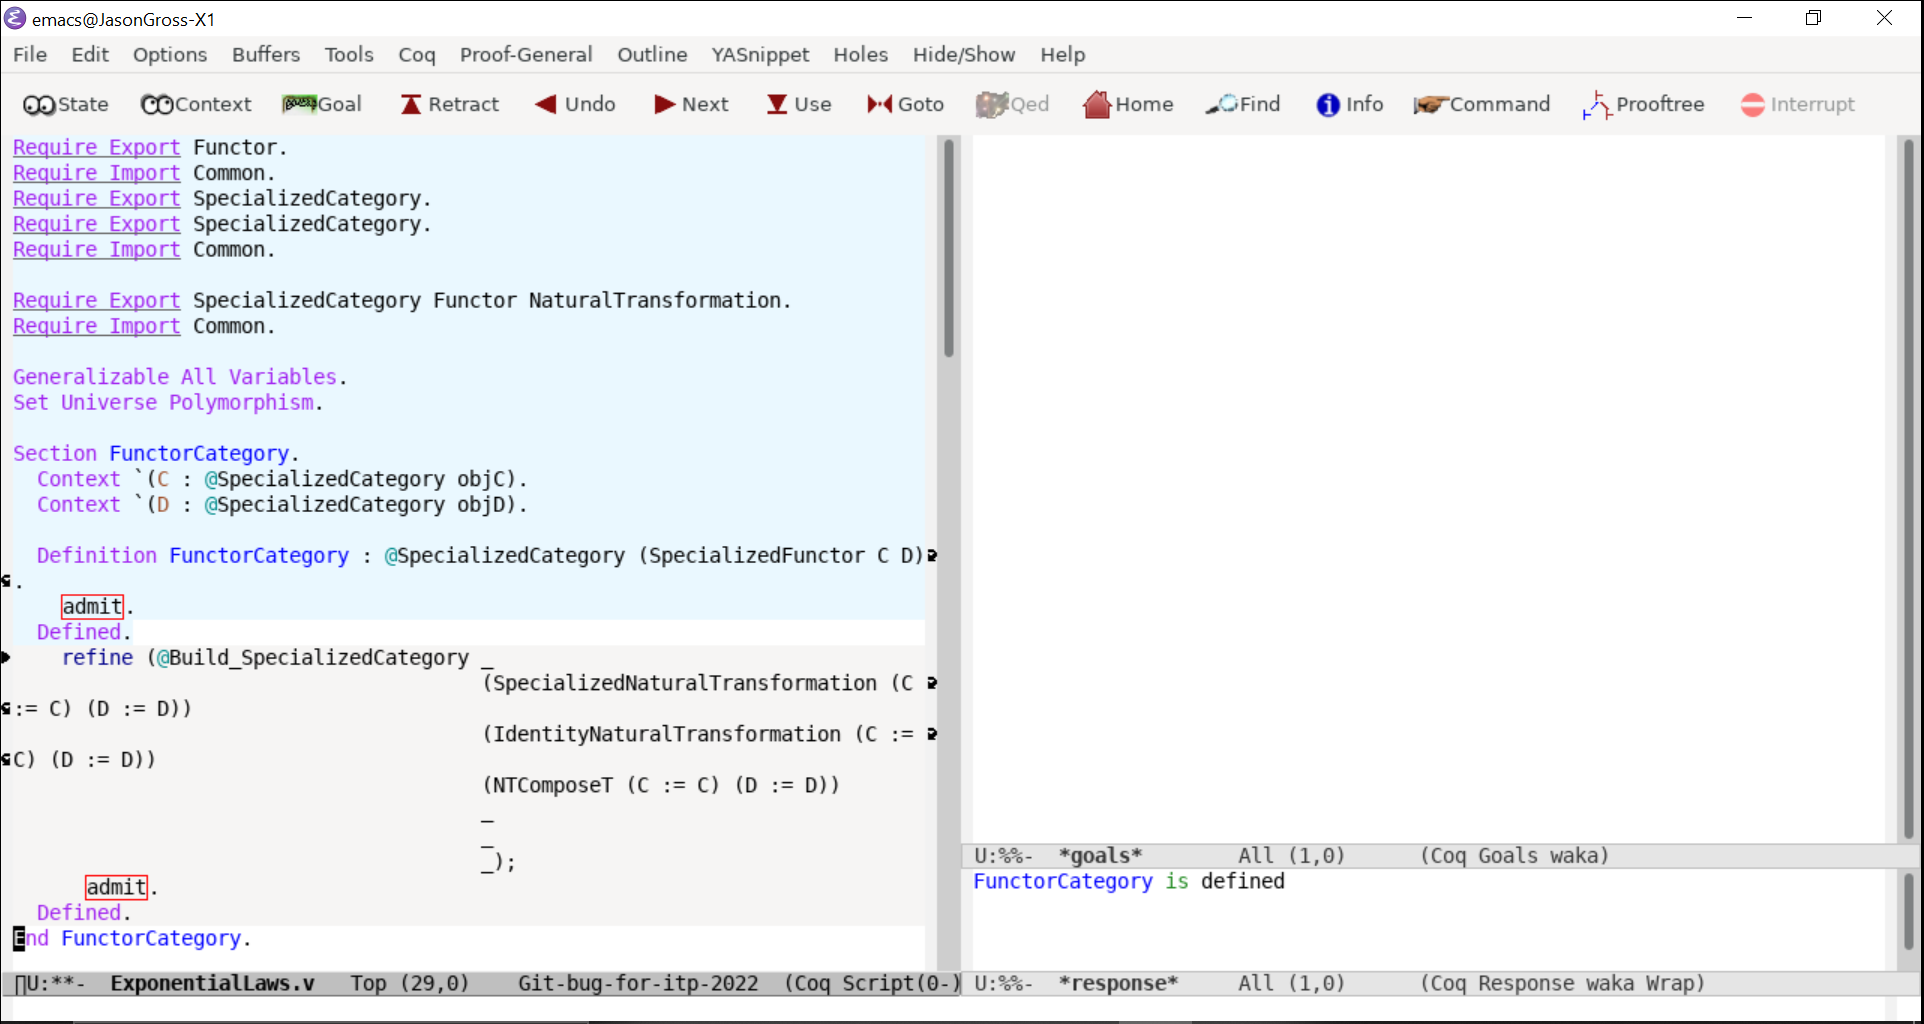 emacs@JasonGross-X1
File Edit Options Buffers Tools Coq Proof-General Outline YASnippet Holes Hide/Show Help
State Context Goal Retract Undo Next Use Goto Qed Home Find Info Command Prooftree Interrupt
Require Export Functor.
Require Import Common.
Require Export SpecializedCategory.
Require Export SpecializedCategory.
Require Import Common.
Require Export SpecializedCategory Functor NaturalTransformation.
Require Import Common.
Generalizable All Variables.
Set Universe Polymorphism.
Section FunctorCategory.
Context `(C : @SpecializedCategory objC).
Context `(D : @SpecializedCategory objD).
Definition FunctorCategory : @SpecializedCategory (SpecializedFunctor C D)
.
admit.
Defined.
refine (@Build_SpecializedCategory _
(SpecializedNaturalTransformation (C
:= C) (D := D))
(IdentityNaturalTransformation (C :=
C) (D := D))
(NTComposeT (C := C) (D := D))
_
_
_);
admit.
Defined.
End FunctorCategory.
U:**-  ExponentialLaws.v   Top (29,0)    Git-bug-for-itp-2022  (Coq Script(0-)
U:%%-  *goals*        All (1,0)      (Coq Goals waka)
FunctorCategory is defined
U:%%-  *response*     All (1,0)      (Coq Response waka Wrap)